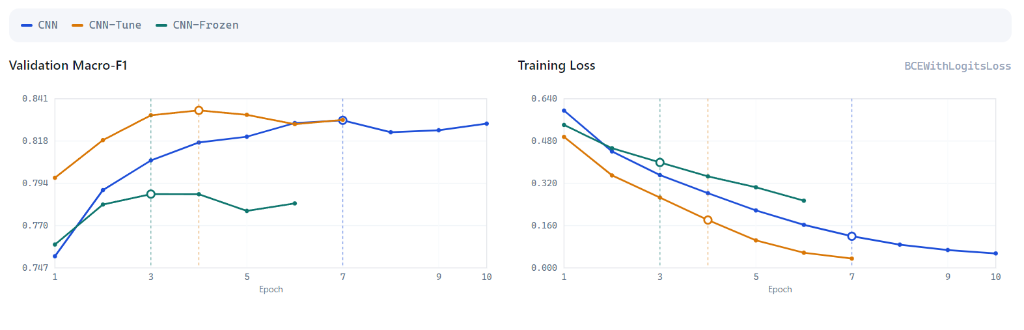 CNN CNN-Tune CNN-Frozen
Validation Macro-F1
0.841
0.818
0.794
0.770
0.747
1 3 5 7 9 10
Epoch
Training Loss BCEWithLogitsLoss
0.640
0.480
0.320
0.160
0.000
1 3 5 7 9 10
Epoch